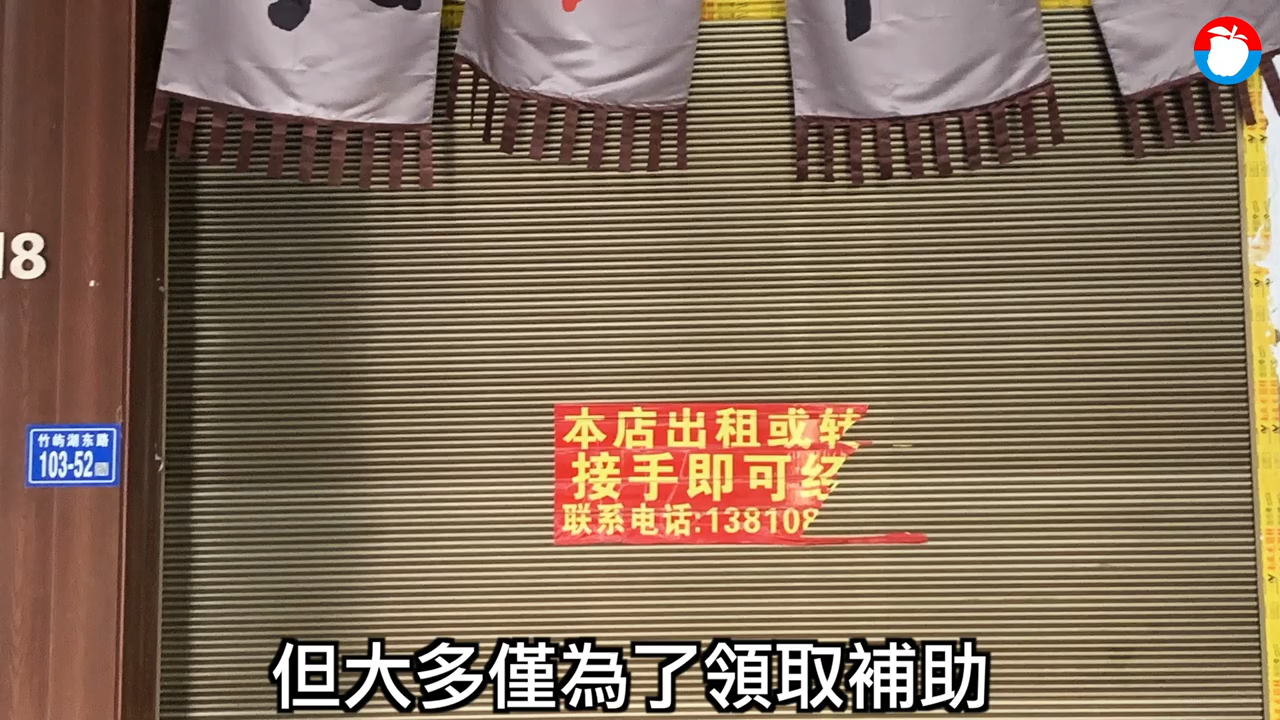 18
竹屿湖东路
103-52
本店出租或转
接手即可经
联系电话:138108
但大多僅為了領取補助